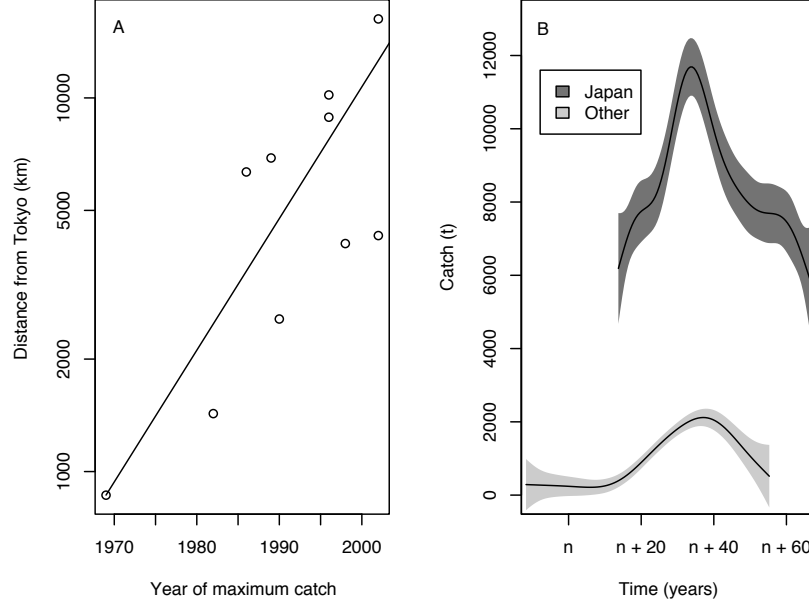 A
10000
5000
2000
1000
Distance from Tokyo (km)
1970
1980
1990
2000
Year of maximum catch
B
Japan
Other
12000
10000
8000
6000
4000
2000
0
Catch (t)
n
n + 20
n + 40
n + 60
Time (years)